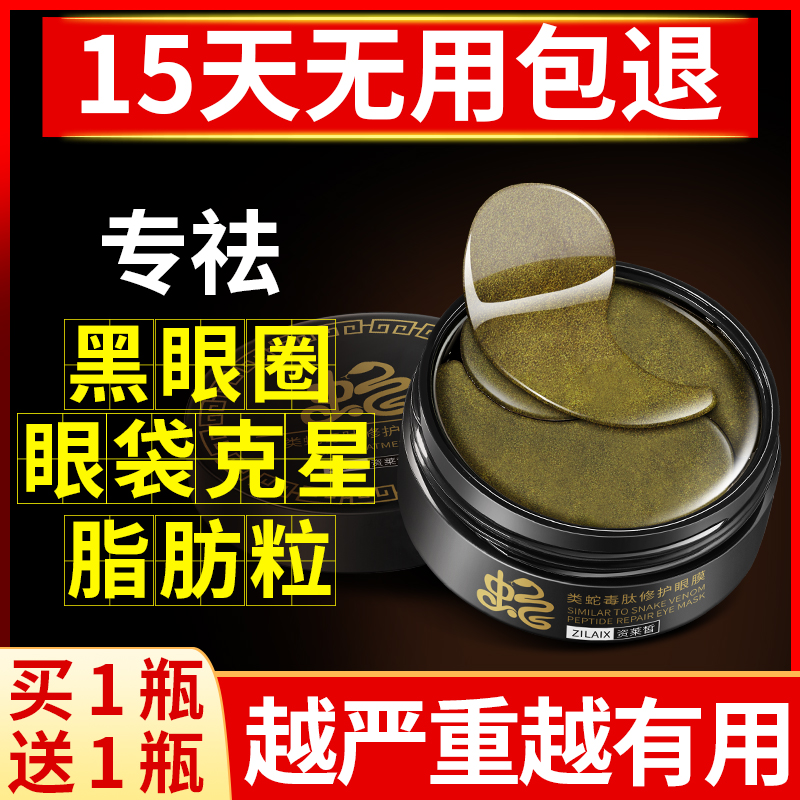 15天无用包退
专祛
黑眼圈
眼袋克星
脂肪粒
类蛇毒肽修护眼膜
SIMILAR TO SNAKE VENOM
PEPTIDE REPAIR EYE MASK
ZILAIX 资莱皙
买1瓶
送1瓶
越严重越有用